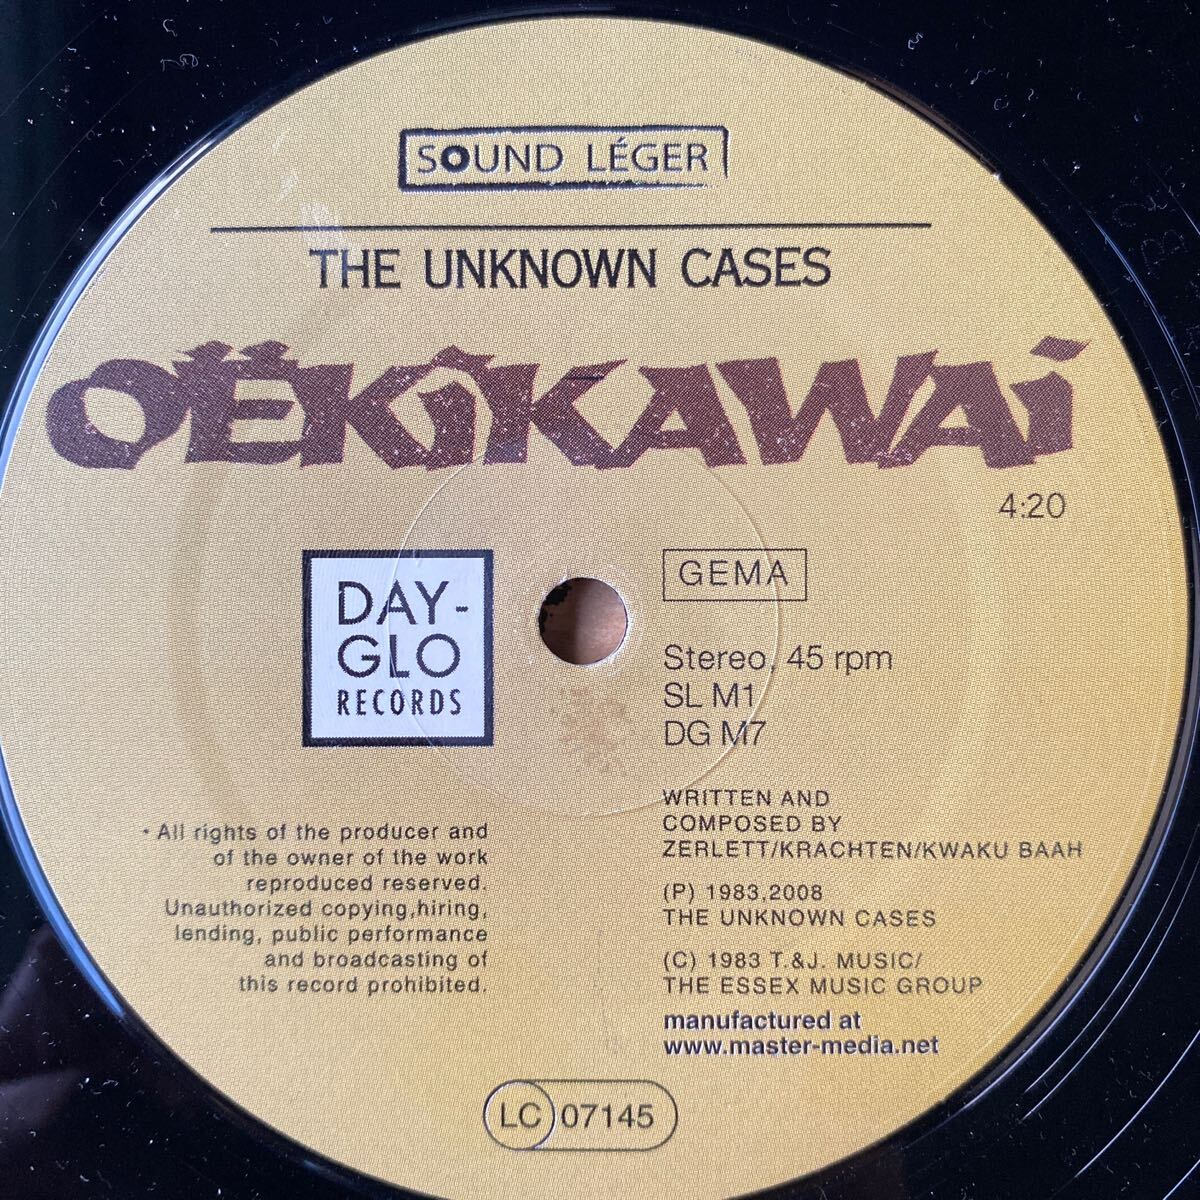 SOUND LÉGER
THE UNKNOWN CASES
OËKîKAWAi
4:20
DAY-
GLO
RECORDS
GEMA
Stereo, 45 rpm
SL M1
DG M7
• All rights of the producer and
of the owner of the work
reproduced reserved.
Unauthorized copying,hiring,
lending, public performance
and broadcasting of
this record prohibited.
WRITTEN AND
COMPOSED BY
ZERLETT/KRACHTEN/KWAKU BAAH
(P) 1983,2008
THE UNKNOWN CASES
(C) 1983 T.&J. MUSIC/
THE ESSEX MUSIC GROUP
manufactured at
www.master-media.net
LC 07145